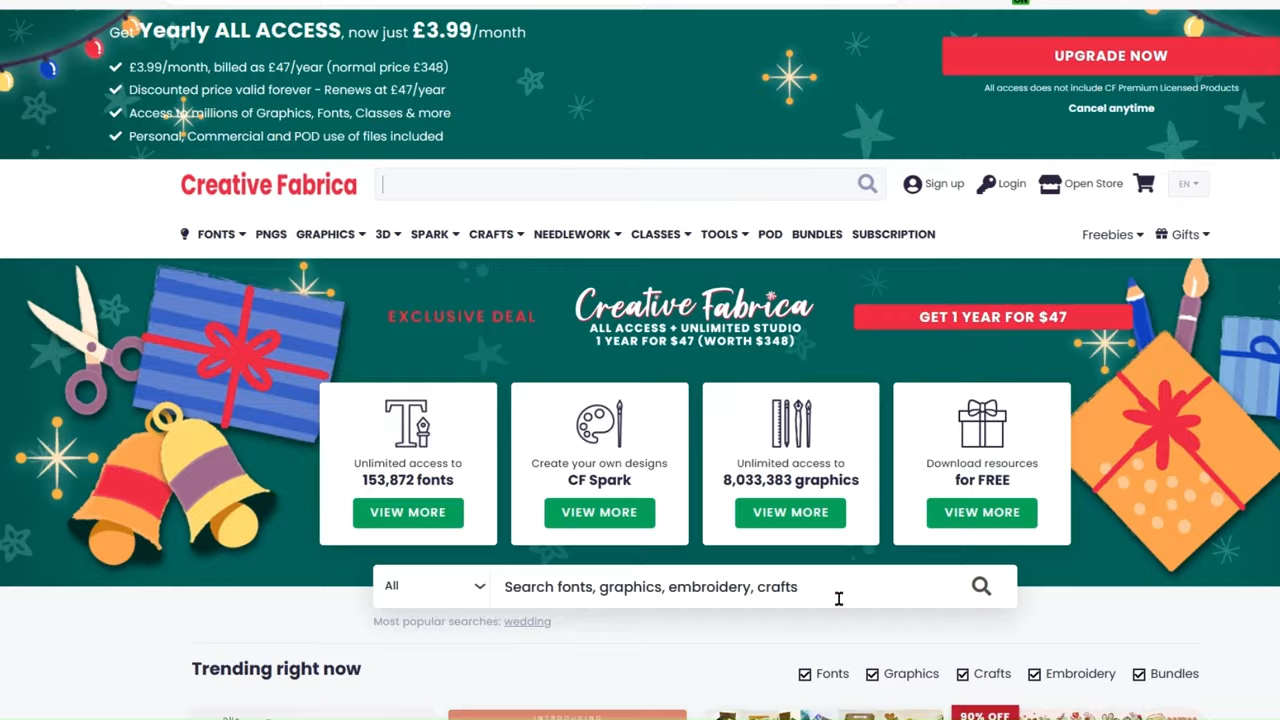 Get Yearly ALL ACCESS, now just £3.99/month
£3.99/month, billed as £47/year (normal price £348)
Discounted price valid forever - Renews at £47/year
Access to millions of Graphics, Fonts, Classes & more
Personal, Commercial and POD use of files included
UPGRADE NOW
All access does not include CF Premium Licensed Products
Cancel anytime
Creative Fabrica
Sign up
Login
Open Store
EN
FONTS PNGS GRAPHICS 3D SPARK CRAFTS NEEDLEWORK CLASSES TOOLS POD BUNDLES SUBSCRIPTION
Freebies Gifts
EXCLUSIVE DEAL
Creative Fabrica
ALL ACCESS + UNLIMITED STUDIO
1 YEAR FOR $47 (WORTH $348)
GET 1 YEAR FOR $47
Unlimited access to
153,872 fonts
VIEW MORE
Create your own designs
CF Spark
VIEW MORE
Unlimited access to
8,033,383 graphics
VIEW MORE
Download resources
for FREE
VIEW MORE
All
Search fonts, graphics, embroidery, crafts
Most popular searches: wedding
Trending right now
Fonts Graphics Crafts Embroidery Bundles
INTRODUCING
90% OFF